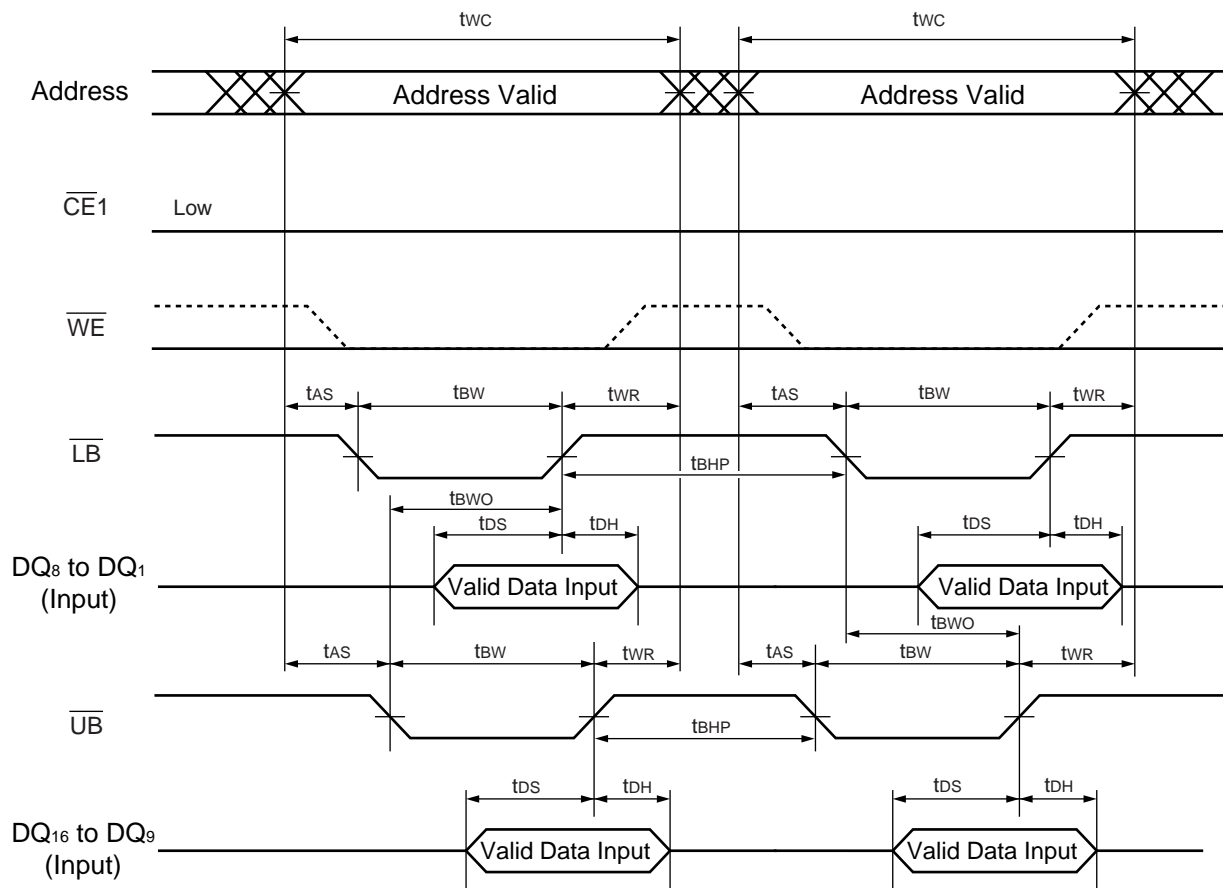 tWC tWC
Address Address Valid Address Valid
CE1 Low
WE
tAS tBW tWR tAS tBW tWR
LB
tBHP
tBWO
tDS tDH tDS tDH
DQ8 to DQ1
(Input)
Valid Data Input Valid Data Input
tBWO
tAS tBW tWR tAS tBW tWR
UB
tBHP
tDS tDH tDS tDH
DQ16 to DQ9
(Input)
Valid Data Input Valid Data Input